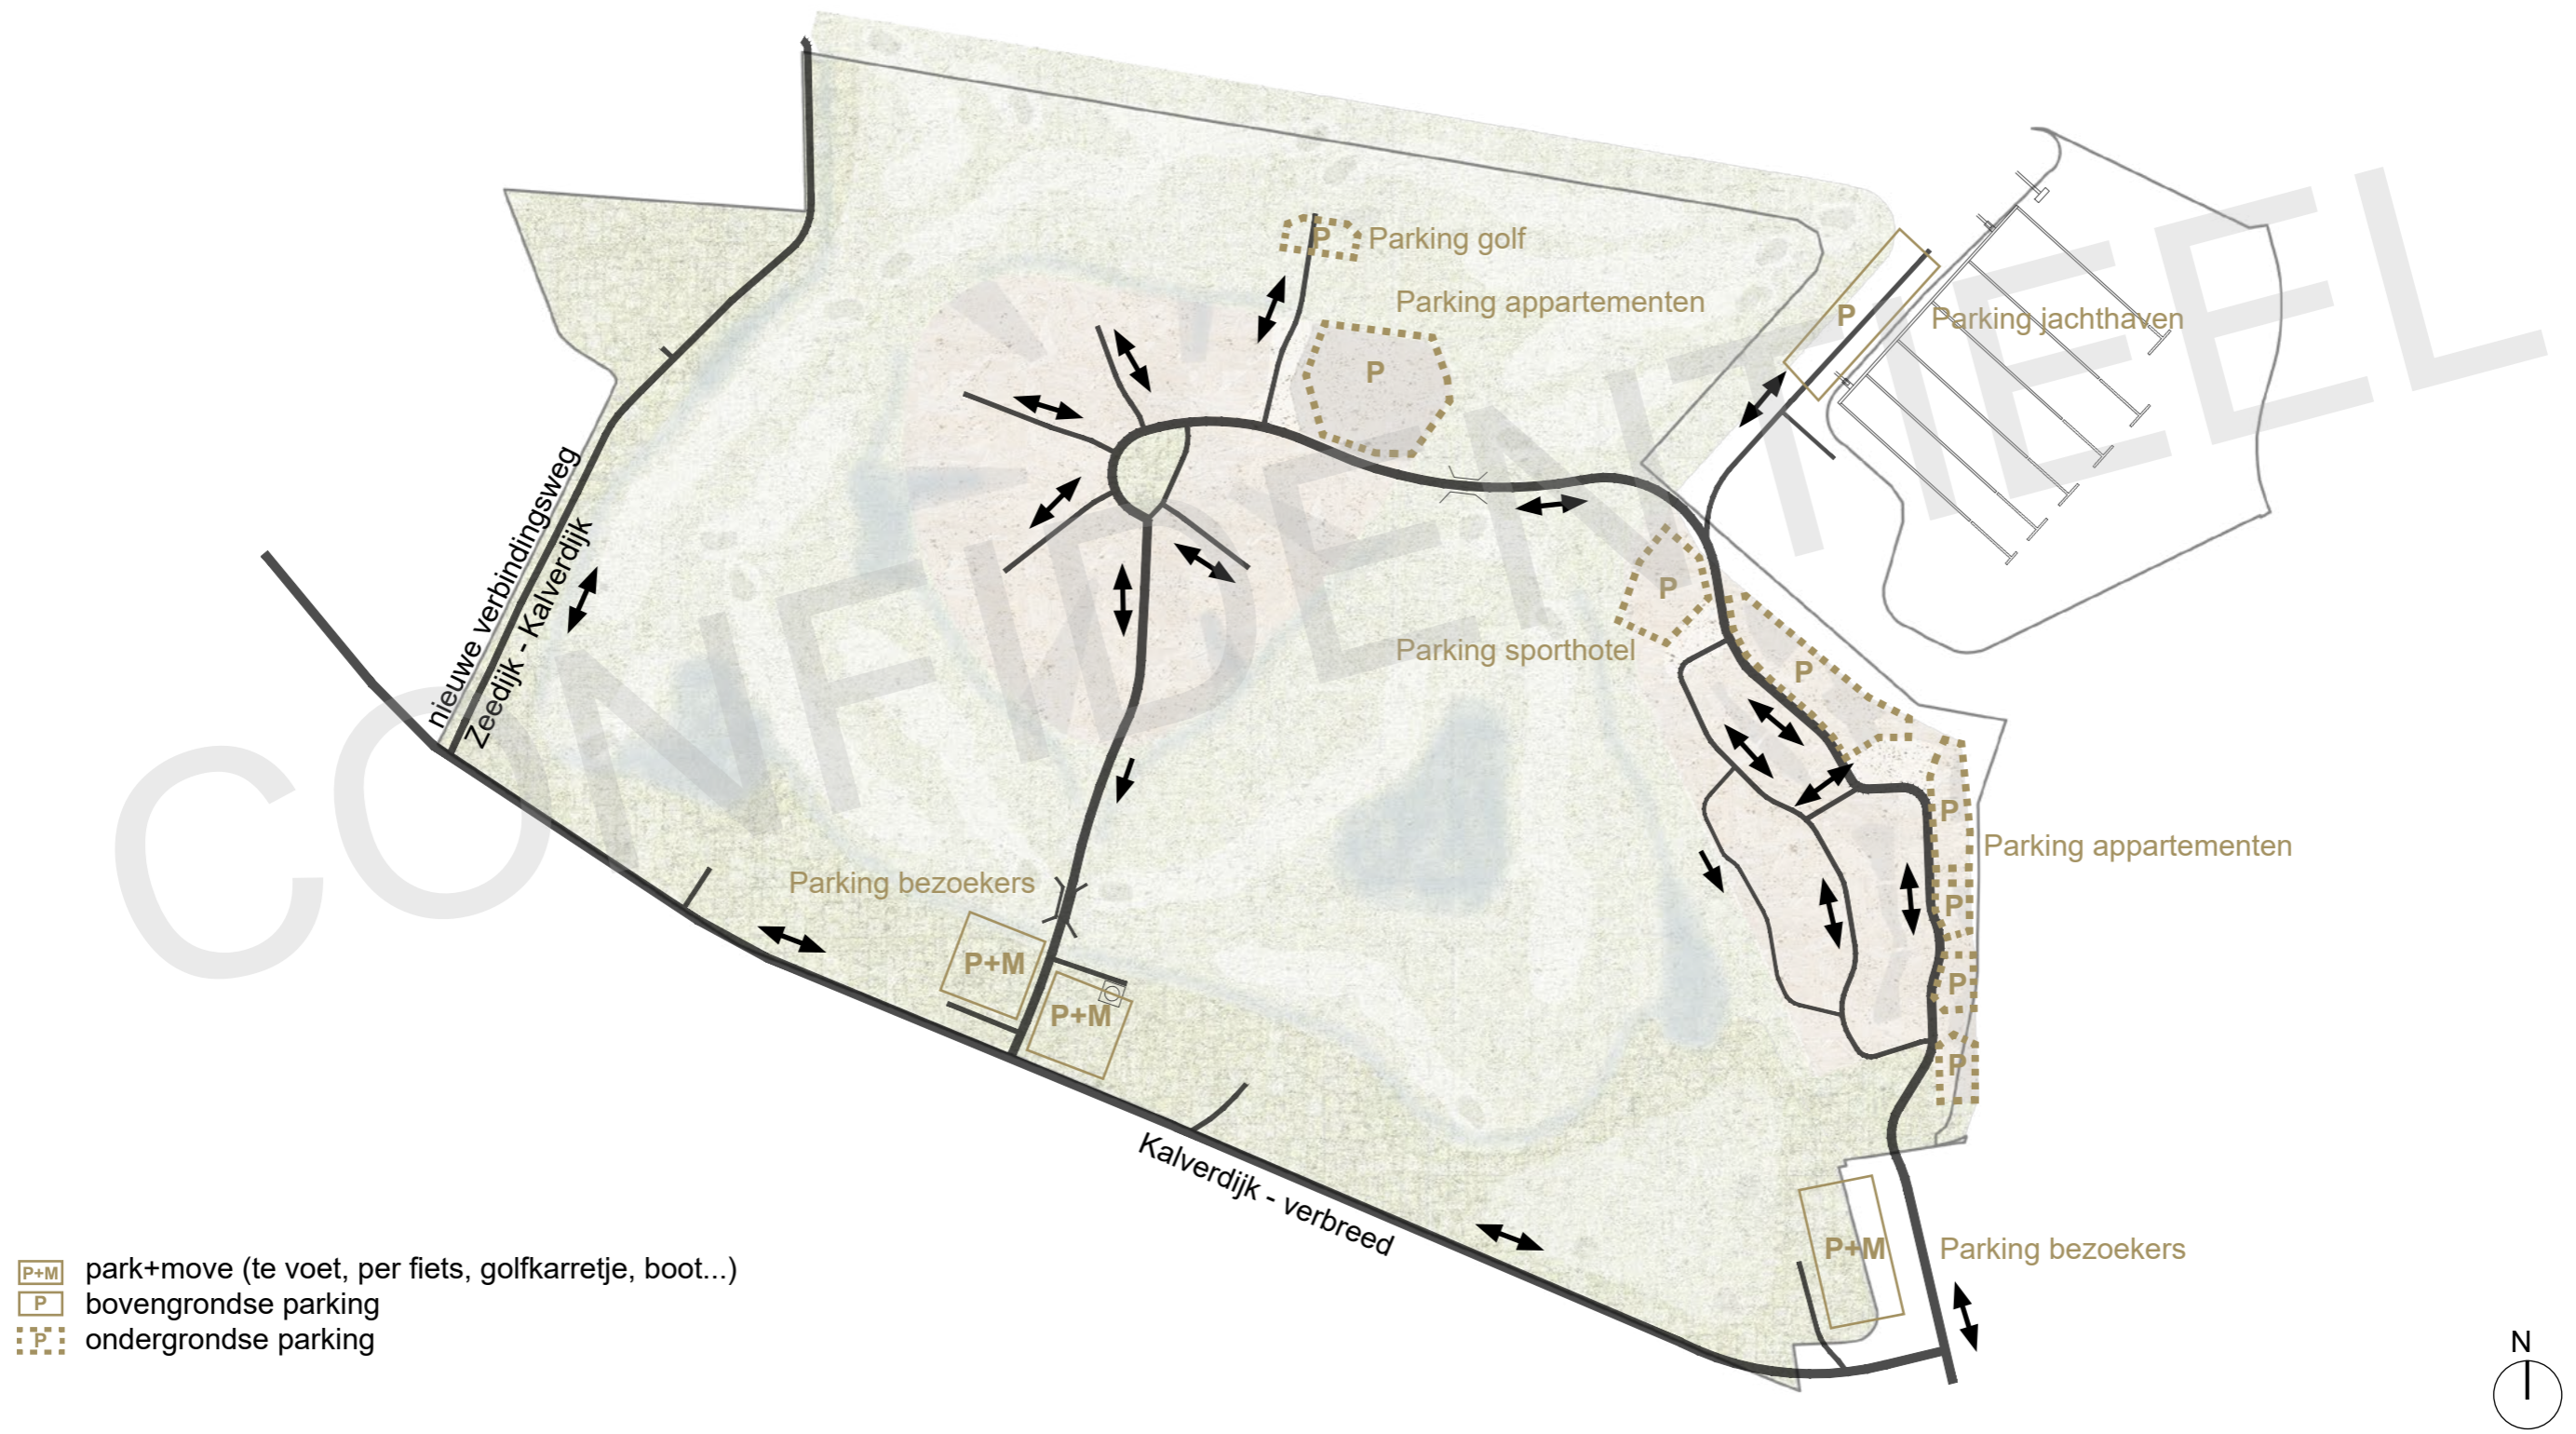 P
Parking golf
Parking appartementen
P
P
Parking jachthaven
nieuwe verbindingsweg
Zeedijk - Kalverdijk
P
Parking sporthotel
P
P
Parking appartementen
P
P
P
Parking bezoekers
P+M
P+M
Kalverdijk - verbreed
P+M
Parking bezoekers
CONFIDENTIEEL
P+M park+move (te voet, per fiets, golfkarretje, boot...)
P bovengrondse parking
P ondergrondse parking
N